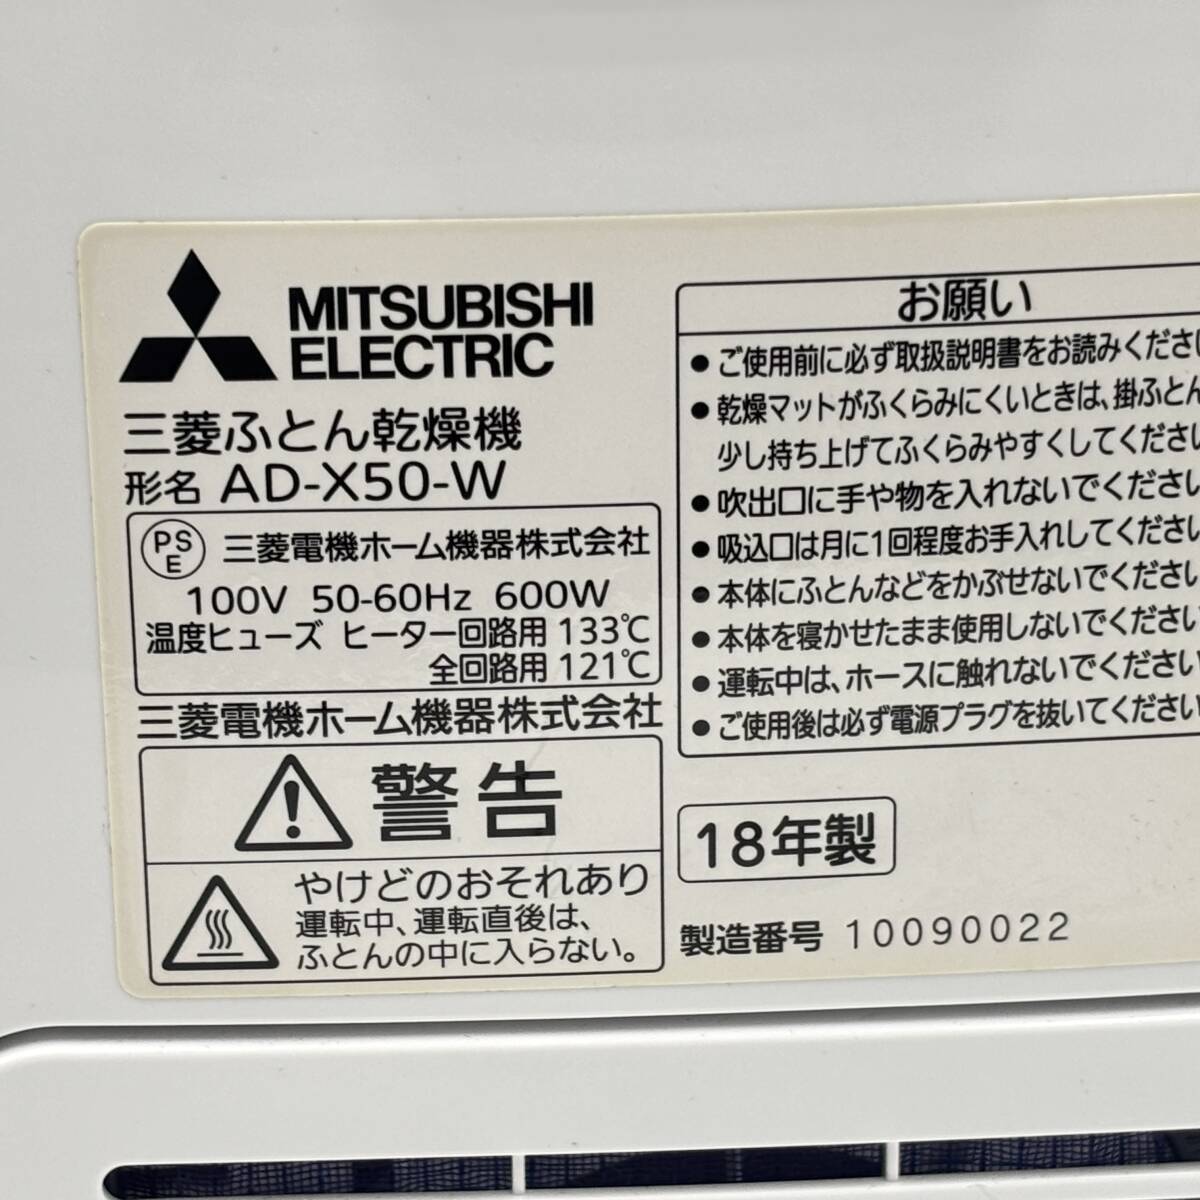 MITSUBISHI
ELECTRIC
三菱ふとん乾燥機
形名 AD-X50-W
PSE 三菱電機ホーム機器株式会社
100V 50-60Hz 600W
温度ヒューズ ヒーター回路用 133℃
全回路用 121℃
三菱電機ホーム機器株式会社
警告
やけどのおそれあり
運転中、運転直後は、
ふとんの中に入らない。
お願い
●ご使用前に必ず取扱説明書をお読みくださ
●乾燥マットがふくらみにくいときは、掛ふとん
少し持ち上げてふくらみやすくしてくださ
●吹出口に手や物を入れないでくださ
●吸込口は月に1回程度お手入れしてくださ
●本体にふとんなどをかぶせないでくださ
●本体を寝かせたまま使用しないでくださ
●運転中は、ホースに触れないでください
●ご使用後は必ず電源プラグを抜いてください
18年製
製造番号 10090022